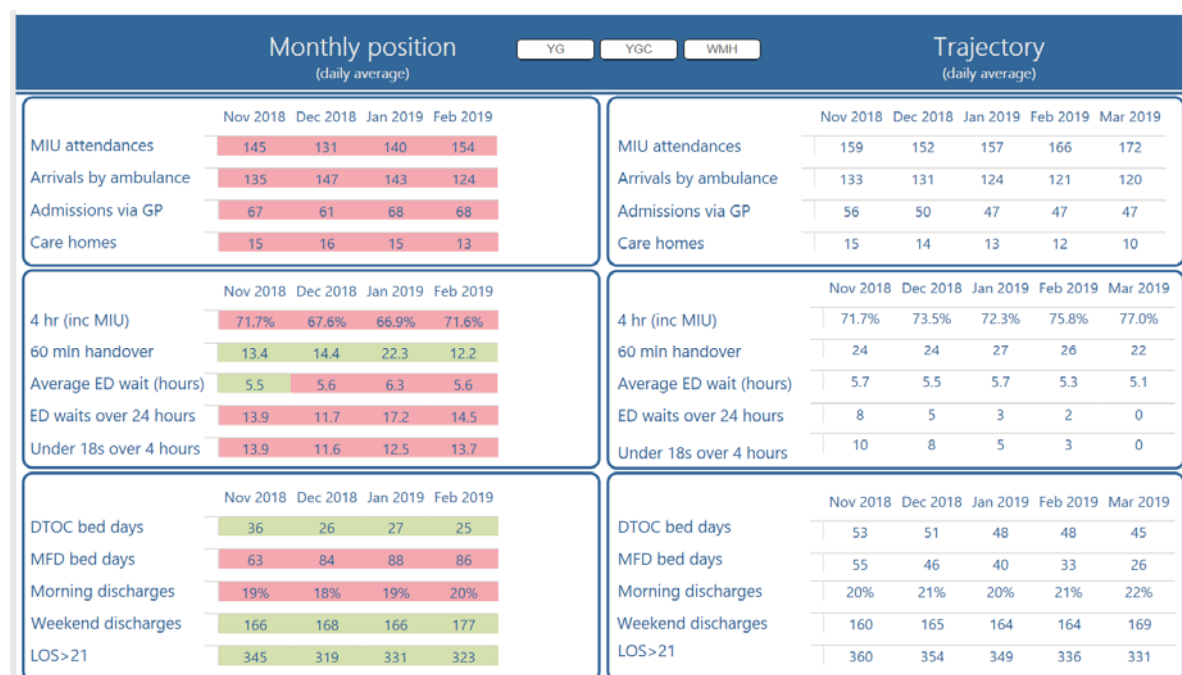 Monthly position YG YGC WMH Trajectory
(daily average) (daily average)
Nov 2018 Dec 2018 Jan 2019 Feb 2019
MIU attendances 145 131 140 154
Arrivals by ambulance 135 147 143 124
Admissions via GP 67 61 68 68
Care homes 15 16 15 13
Nov 2018 Dec 2018 Jan 2019 Feb 2019 Mar 2019
MIU attendances 159 152 157 166 172
Arrivals by ambulance 133 131 124 121 120
Admissions via GP 56 50 47 47 47
Care homes 15 14 13 12 10
Nov 2018 Dec 2018 Jan 2019 Feb 2019
4 hr (inc MIU) 71.7% 67.6% 66.9% 71.6%
60 min handover 13.4 14.4 22.3 12.2
Average ED wait (hours) 5.5 5.6 6.3 5.6
ED waits over 24 hours 13.9 11.7 17.2 14.5
Under 18s over 4 hours 13.9 11.6 12.5 13.7
Nov 2018 Dec 2018 Jan 2019 Feb 2019 Mar 2019
4 hr (inc MIU) 71.7% 73.5% 72.3% 75.8% 77.0%
60 min handover 24 24 27 26 22
Average ED wait (hours) 5.7 5.5 5.7 5.3 5.1
ED waits over 24 hours 8 5 3 2 0
Under 18s over 4 hours 10 8 5 3 0
Nov 2018 Dec 2018 Jan 2019 Feb 2019
DTOC bed days 36 26 27 25
MFD bed days 63 84 88 86
Morning discharges 19% 18% 19% 20%
Weekend discharges 166 168 166 177
LOS>21 345 319 331 323
Nov 2018 Dec 2018 Jan 2019 Feb 2019 Mar 2019
DTOC bed days 53 51 48 48 45
MFD bed days 55 46 40 33 26
Morning discharges 20% 21% 20% 21% 22%
Weekend discharges 160 165 164 164 169
LOS>21 360 354 349 336 331